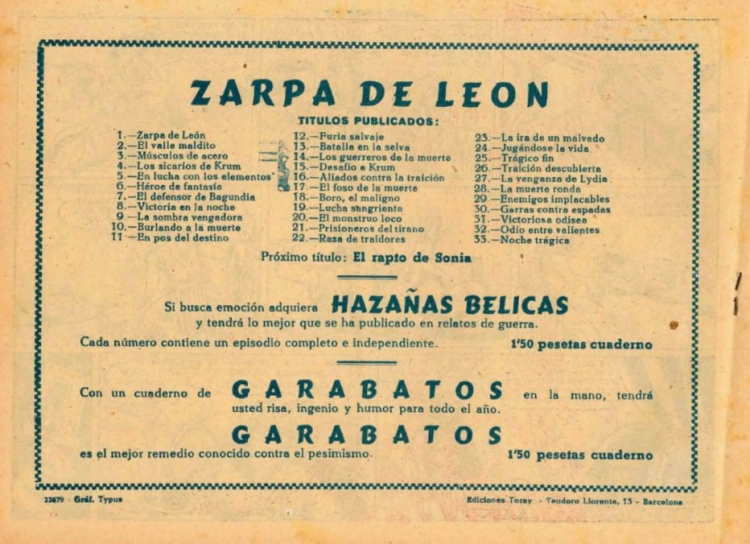 ZARPA DE LEON
TITULOS PUBLICADOS:
1.—Zarpa de León
2.—El valle maldito
3.—Músculos de acero
4.—Los sicarios de Krum
5.—En lucha con los elementos
6.—Héroe de fantasía
7.—El defensor de Bagundia
8.—Victoria en la noche
9.—La sombra vengadora
10.—Burlando a la muerte
11.—En pos del destino
12.—Furia salvaje
13.—Batalla en la selva
14.—Los guerreros de la muerte
15.—Desafío a Krum
16.—Aliados contra la traición
17.—El foso de la muerte
18.—Boro, el maligno
19.—Lucha sangrienta
20.—El monstruo loco
21.—Prisioneros del tirano
22.—Raza de traidores
23.—La ira de un malvado
24.—Jugándose la vida
25.—Trágico fin
26.—Traición descubierta
27.—La venganza de Lydia
28.—La muerte ronda
29.—Enemigos implacables
30.—Garras contra espadas
31.—Victoriosa odisea
32.—Odio entre valientes
33.—Noche trágica
Próximo título: El rapto de Sonia
Si busca emoción adquiera HAZAÑAS BELICAS
y tendrá lo mejor que se ha publicado en relatos de guerra.
Cada número contiene un episodio completo e independiente. 1'50 pesetas cuaderno
Con un cuaderno de GARABATOS en la mano, tendrá
usted risa, ingenio y humor para todo el año.
GARABATOS
es el mejor remedio conocido contra el pesimismo. 1'50 pesetas cuaderno
23679 - Gráf. Typus Ediciones Toray - Teodoro Llorente, 13 - Barcelona